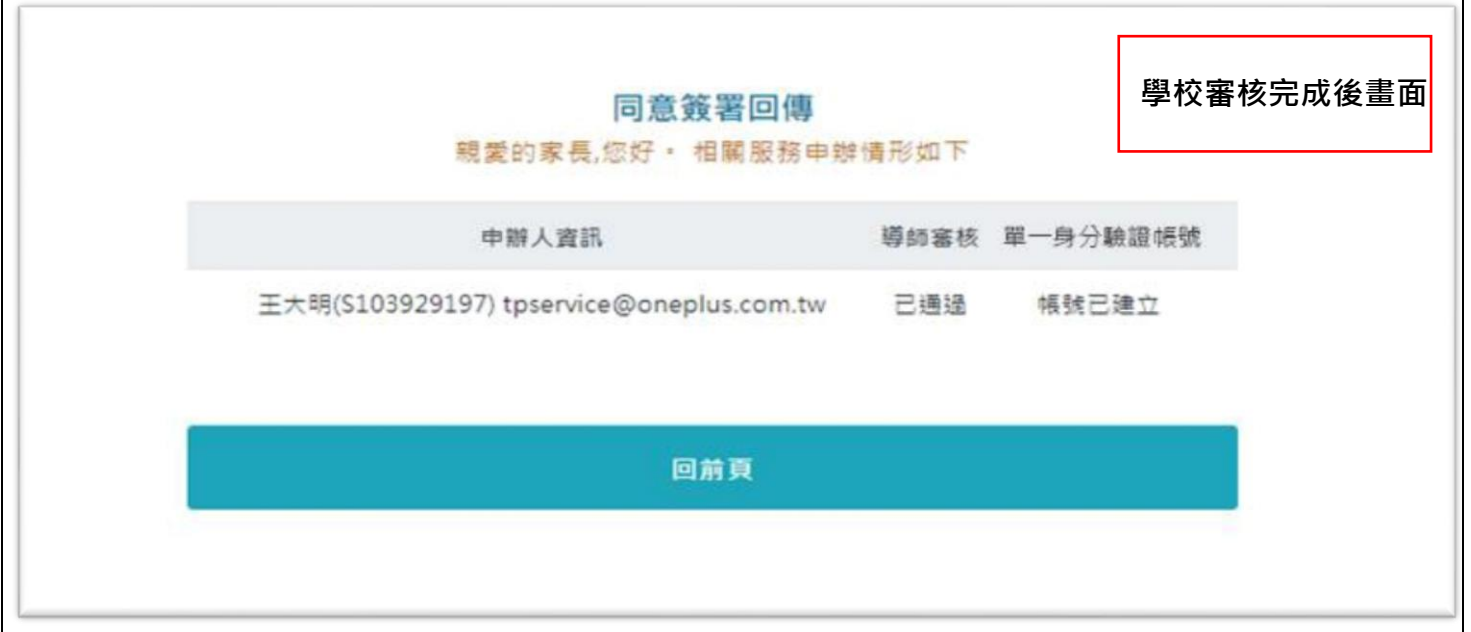 學校審核完成後畫面
同意簽署回傳
親愛的家長,您好。 相關服務申辦情形如下
申辦人資訊 導師審核 單一身分驗證帳號
王大明(S103929197) tpservice@oneplus.com.tw 已通過 帳號已建立
回前頁